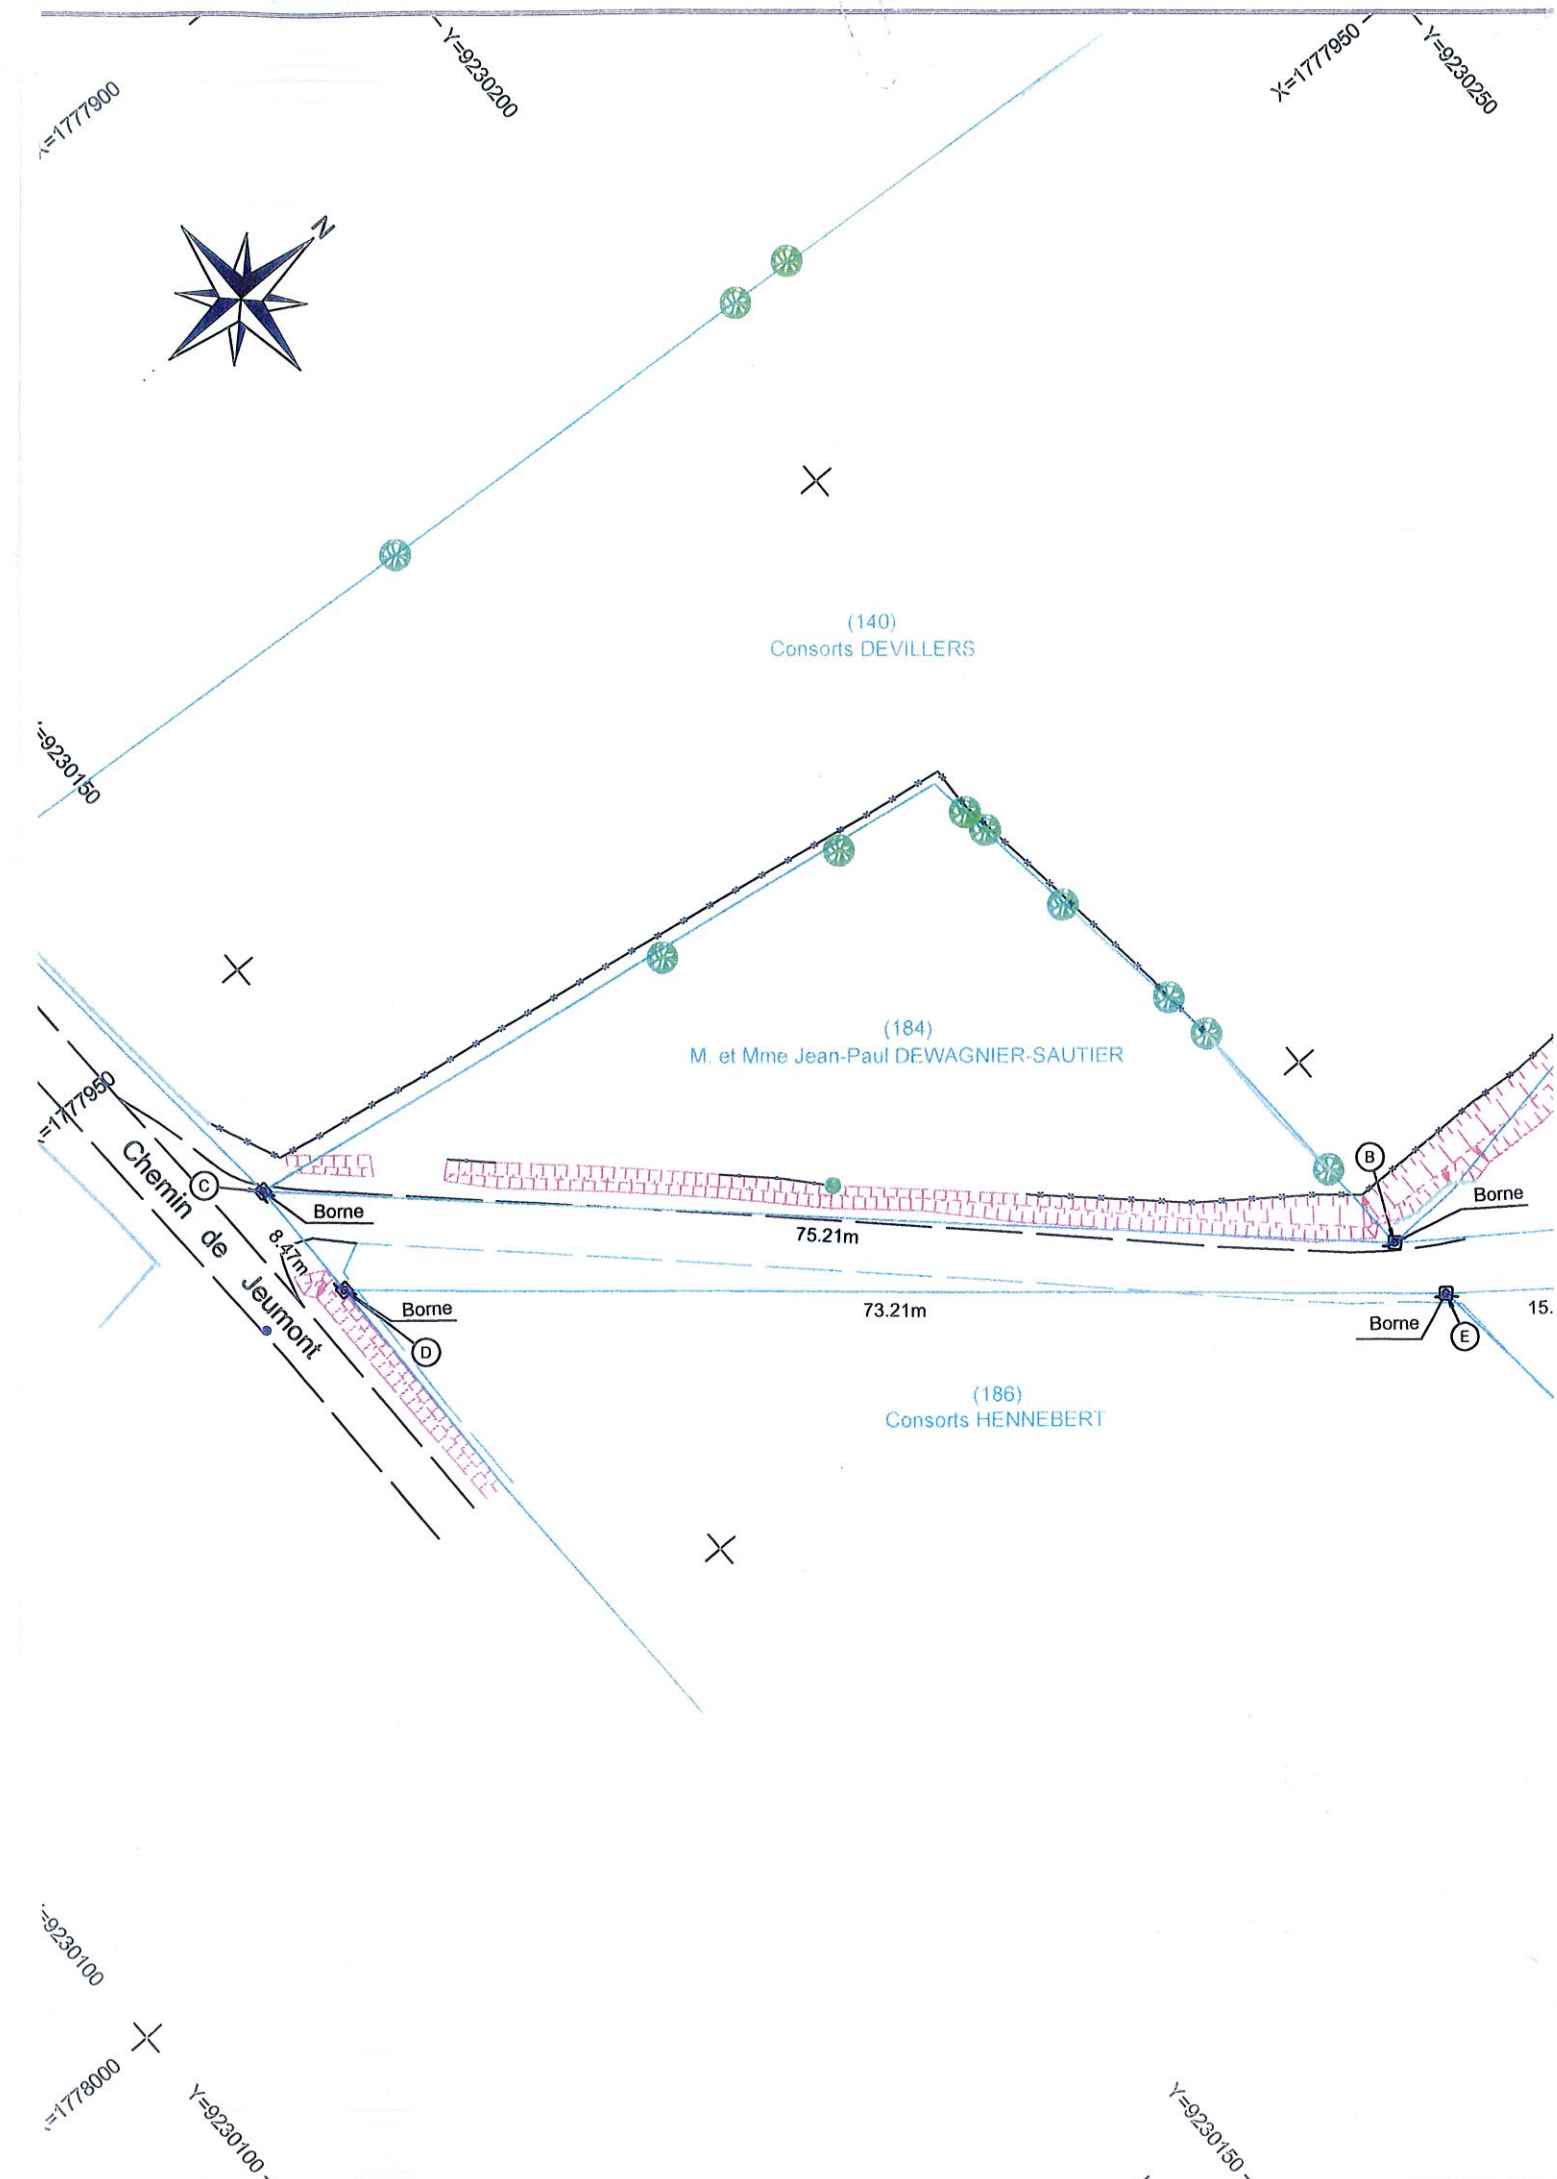 Y=9230200
X=1777950
Y=9230250
=1777900
N
(140)
Consorts DEVILLERS
=9230150
(184)
M. et Mme Jean-Paul DEWAGNIER-SAUTIER
=1777950
Chemin de Jeumont
C
B
Borne
Borne
8.47m
75.21m
Borne
73.21m
Borne
15.
D
E
(186)
Consorts HENNEBERT
=9230100
=1778000
Y=9230100
Y=9230150